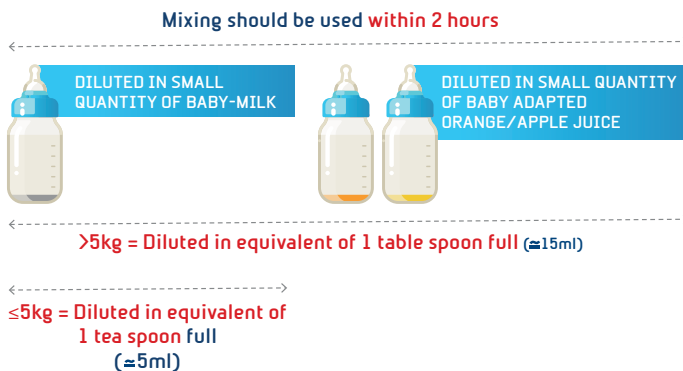 Mixing should be used within 2 hours
DILUTED IN SMALL
QUANTITY OF BABY-MILK
DILUTED IN SMALL QUANTITY
OF BABY ADAPTED
ORANGE/APPLE JUICE
>5kg = Diluted in equivalent of 1 table spoon full (≃15ml)
≤5kg = Diluted in equivalent of
1 tea spoon full
(≃5ml)